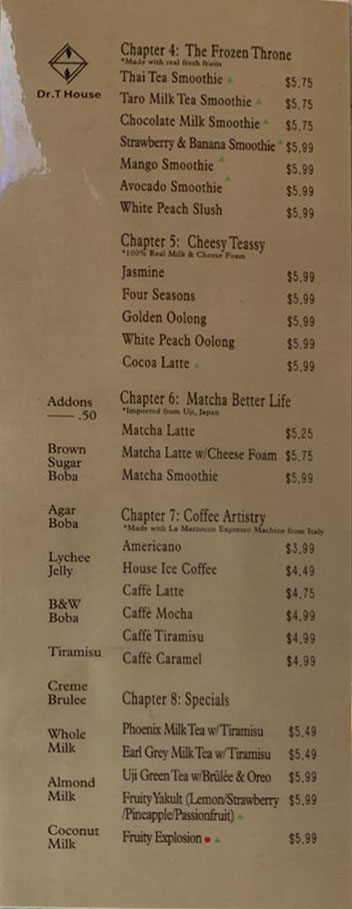 Dr.T House
Chapter 4: The Frozen Throne
*Made with real fresh fruits
Thai Tea Smoothie $5.75
Taro Milk Tea Smoothie $5.75
Chocolate Milk Smoothie $5.75
Strawberry & Banana Smoothie $5.99
Mango Smoothie $5.99
Avocado Smoothie $5.99
White Peach Slush $5.99
Chapter 5: Cheesy Teassy
*100% Real Milk & Cheese Foam
Jasmine $5.99
Four Seasons $5.99
Golden Oolong $5.99
White Peach Oolong $5.99
Cocoa Latte $5.99
Chapter 6: Matcha Better Life
*Imported from Uji, Japan
Matcha Latte $5.25
Matcha Latte w/Cheese Foam $5.75
Matcha Smoothie $5.99
Chapter 7: Coffee Artistry
*Made with La Marzocco Espresso Machine from Italy
Americano $3.99
House Ice Coffee $4.49
Caffè Latte $4.75
Caffè Mocha $4.99
Caffè Tiramisu $4.99
Caffè Caramel $4.99
Chapter 8: Specials
Phoenix Milk Tea w/Tiramisu $5.49
Earl Grey Milk Tea w/Tiramisu $5.49
Uji Green Tea w/Brûlée & Oreo $5.99
Fruity Yakult (Lemon/Strawberry $5.99
/Pineapple/Passionfruit)
Fruity Explosion $5.99
Addons
.50
Brown
Sugar
Boba
Agar
Boba
Lychee
Jelly
B&W
Boba
Tiramisu
Creme
Brulee
Whole
Milk
Almond
Milk
Coconut
Milk